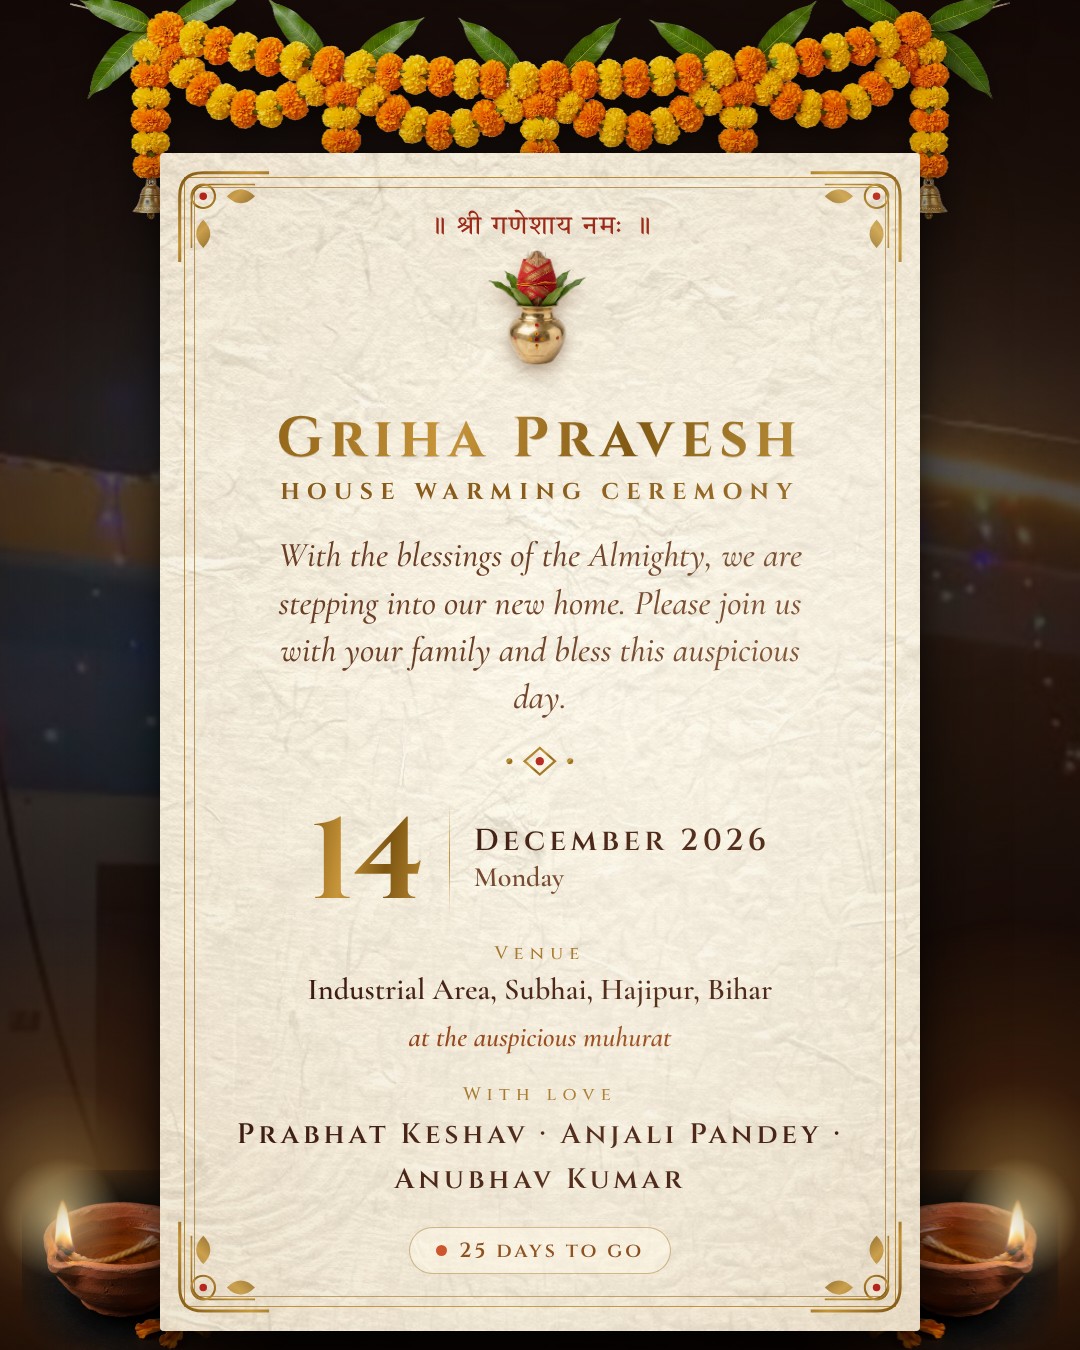 ॥ श्री गणेशाय नमः ॥
Griha Pravesh
HOUSE WARMING CEREMONY
With the blessings of the Almighty, we are
stepping into our new home. Please join us
with your family and bless this auspicious
day.
14
December 2026
Monday
Venue
Industrial Area, Subhai, Hajipur, Bihar
at the auspicious muhurat
With love
Prabhat Keshav · Anjali Pandey ·
Anubhav Kumar
25 DAYS TO GO